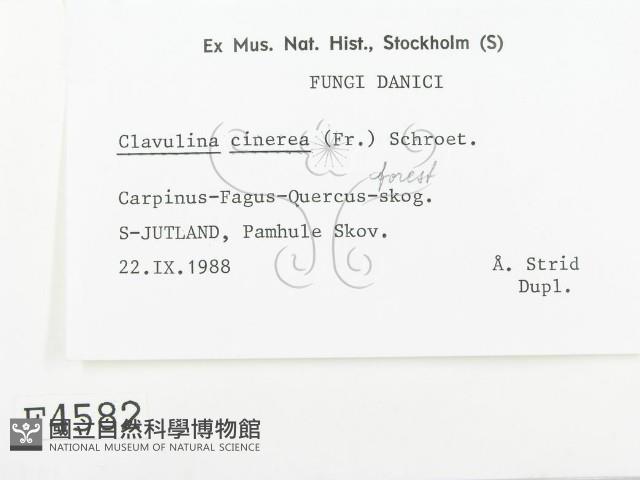 Ex Mus. Nat. Hist., Stockholm (S)
FUNGI DANICI
Clavulina cinerea (Fr.) Schroet.
forest
Carpinus-Fagus-Quercus-skog.
S-JUTLAND, Pamhule Skov.
22.IX.1988
Å. Strid
Dupl.
F4582
國立自然科學博物館
NATIONAL MUSEUM OF NATURAL SCIENCE